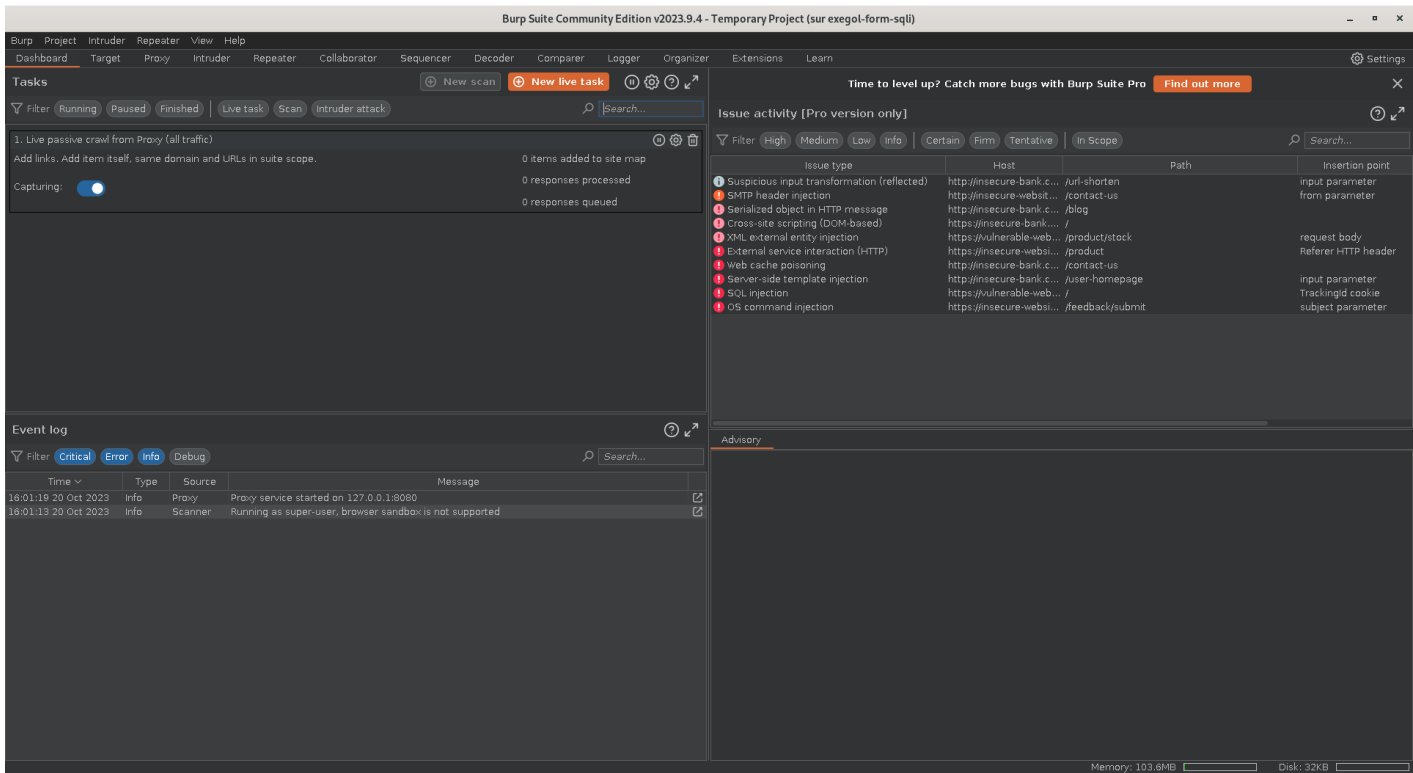 Burp Suite Community Edition v2023.9.4 - Temporary Project (sur exegol-form-sqli)
Burp Project Intruder Repeater View Help
Dashboard Target Proxy Intruder Repeater Collaborator Sequencer Decoder Comparer Logger Organizer Extensions Learn Settings
Tasks New scan New live task
Filter Running Paused Finished Live task Scan Intruder attack Search...
1. Live passive crawl from Proxy (all traffic)
Add links. Add item itself, same domain and URLs in suite scope. 0 items added to site map
Capturing: 0 responses processed
0 responses queued
Event log
Filter Critical Error Info Debug Search...
Time Type Source Message
16:01:19 20 Oct 2023 Info Proxy Proxy service started on 127.0.0.1:8080
16:01:13 20 Oct 2023 Info Scanner Running as super-user, browser sandbox is not supported
Time to level up? Catch more bugs with Burp Suite Pro Find out more
Issue activity [Pro version only]
Filter High Medium Low Info Certain Firm Tentative In Scope Search...
Issue type Host Path Insertion point
Suspicious input transformation (reflected) http://insecure-bank.c... /url-shorten input parameter
SMTP header injection http://insecure-websit... /contact-us from parameter
Serialized object in HTTP message http://insecure-bank.c... /blog
Cross-site scripting (DOM-based) https://insecure-bank.... /
XML external entity injection https://vulnerable-web... /product/stock request body
External service interaction (HTTP) https://insecure-websi... /product Referer HTTP header
Web cache poisoning http://insecure-bank.c... /contact-us
Server-side template injection http://insecure-bank.c... /user-homepage input parameter
SQL injection https://vulnerable-web... / TrackingId cookie
OS command injection https://insecure-websi... /feedback/submit subject parameter
Advisory
Memory: 103.6MB Disk: 32KB